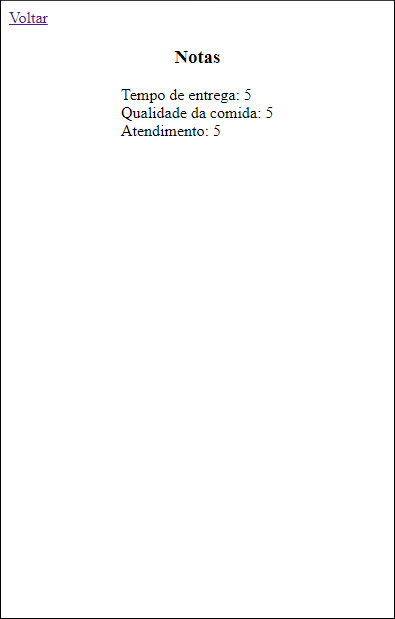 Voltar
Notas
Tempo de entrega: 5
Qualidade da comida: 5
Atendimento: 5